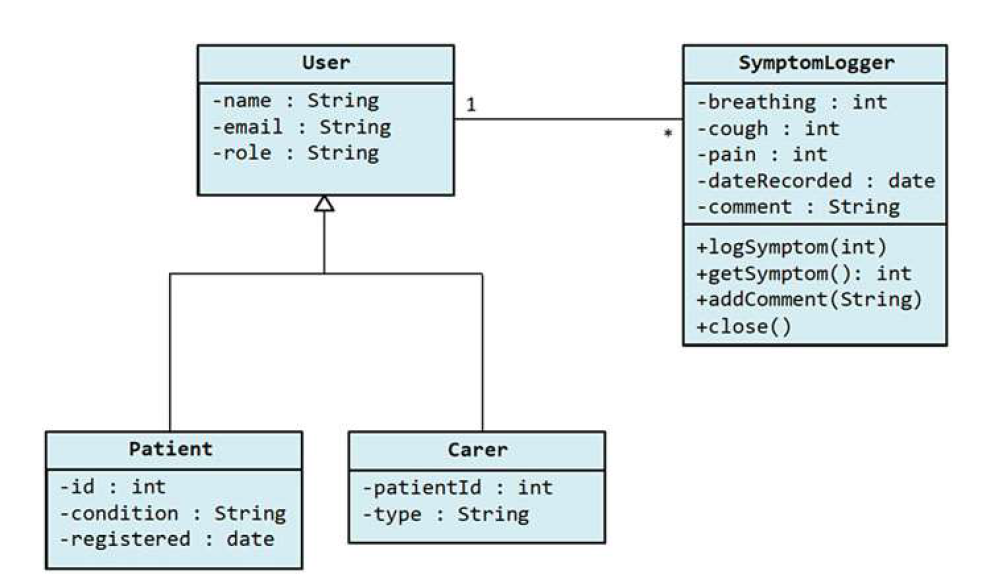 User
-name : String
-email : String
-role : String
1
*
SymptomLogger
-breathing : int
-cough : int
-pain : int
-dateRecorded : date
-comment : String
+logSymptom(int)
+getSymptom(): int
+addComment(String)
+close()
Patient
-id : int
-condition : String
-registered : date
Carer
-patientId : int
-type : String